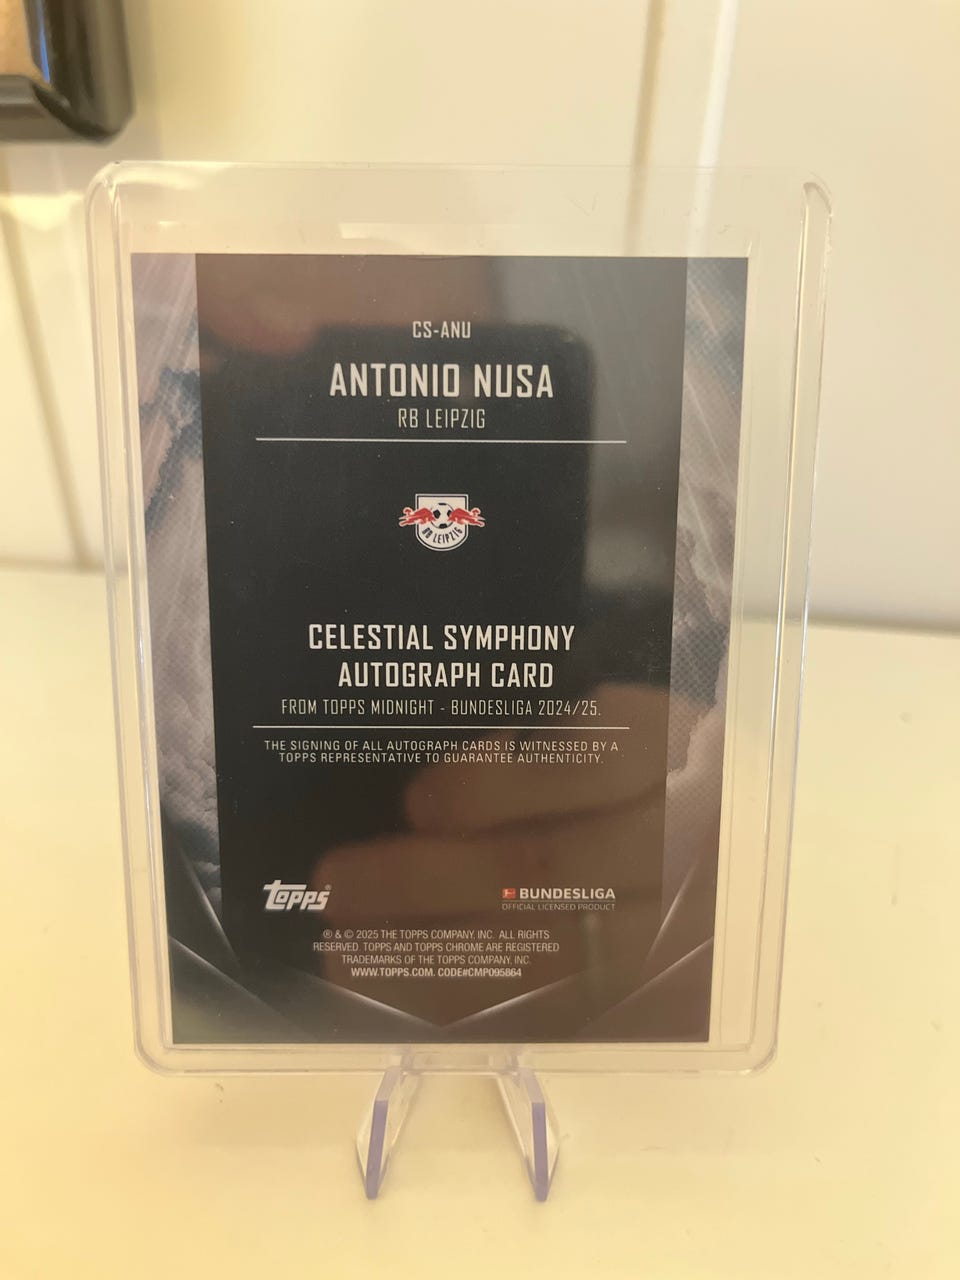 CS-ANU
ANTONIO NUSA
RB LEIPZIG
RB LEIPZIG
CELESTIAL SYMPHONY
AUTOGRAPH CARD
FROM TOPPS MIDNIGHT - BUNDESLIGA 2024/25.
THE SIGNING OF ALL AUTOGRAPH CARDS IS WITNESSED BY A
TOPPS REPRESENTATIVE TO GUARANTEE AUTHENTICITY.
topps®
BUNDESLIGA
OFFICIAL LICENSED PRODUCT
® & © 2025 THE TOPPS COMPANY, INC. ALL RIGHTS
RESERVED. TOPPS AND TOPPS CHROME ARE REGISTERED
TRADEMARKS OF THE TOPPS COMPANY, INC.
WWW.TOPPS.COM. CODE#CMP095864